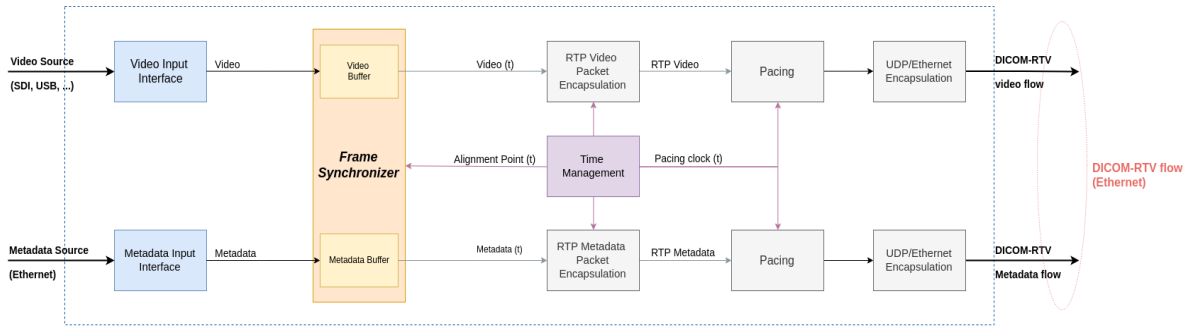 Video Source
(SDI, USB, ...)
Video Input
Interface
Video
Video
Buffer
Video (t)
RTP Video
Packet
Encapsulation
RTP Video
Pacing
UDP/Ethernet
Encapsulation
DICOM-RTV
video flow
Frame
Synchronizer
Alignment Point (t)
Time
Management
Pacing clock (t)
DICOM-RTV flow
(Ethernet)
Metadata Source
(Ethernet)
Metadata Input
Interface
Metadata
Metadata Buffer
Metadata (t)
RTP Metadata
Packet
Encapsulation
RTP Metadata
Pacing
UDP/Ethernet
Encapsulation
DICOM-RTV
Metadata flow